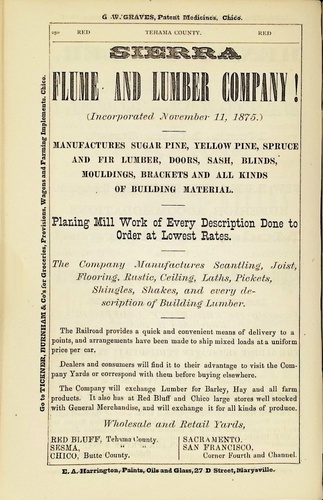 G. W. GRAVES, Patent Medicines, Chico.
190 RED TEHAMA COUNTY. RED
SIERRA
FLUME AND LUMBER COMPANY!
(Incorporated November 11, 1875.)
MANUFACTURES SUGAR PINE, YELLOW PINE, SPRUCE
AND FIR LUMBER, DOORS, SASH, BLINDS,
MOULDINGS, BRACKETS AND ALL KINDS
OF BUILDING MATERIAL.
Planing Mill Work of Every Description Done to
Order at Lowest Rates.
The Company Manufactures Scantling, Joist,
Flooring, Rustic, Ceiling, Laths, Pickets,
Shingles, Shakes, and every de-
scription of Building Lumber.
The Railroad provides a quick and convenient means of delivery to a
points, and arrangements have been made to ship mixed loads at a uniform
price per car.
Dealers and consumers will find it to their advantage to visit the Com
pany Yards or correspond with them before buying elsewhere.
The Company will exchange Lumber for Barley, Hay and all farm
products. It also has at Red Bluff and Chico large stores well stocked
with General Merchandise, and will exchange it for all kinds of produce.
Wholesale and Retail Yards,
RED BLUFF, Tehama County.
SESMA, " "
CHICO, Butte County.
SACRAMENTO,
SAN FRANCISCO,
Corner Fourth and Channel.
E. A. Harrington, Paints, Oils and Glass, 27 D Street, Marysville.
Go to TICKNER, BURNHAM & Co's for Groceries, Provisions, Wagons and Farming Implements, Chico.